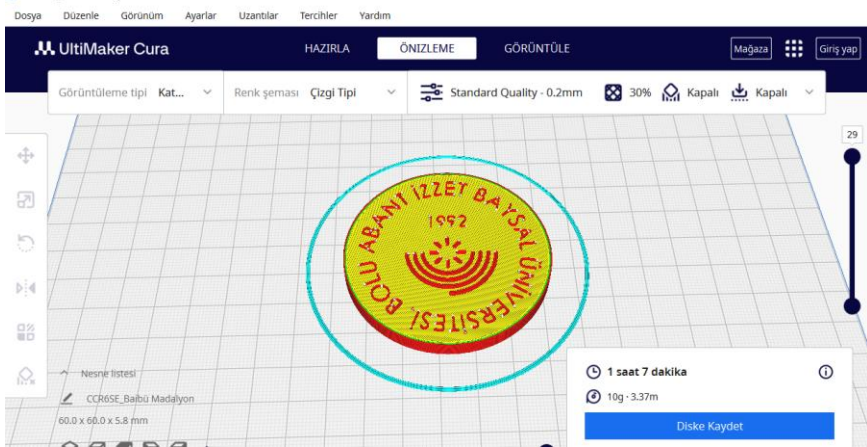 Dosya Düzenle Görünüm Ayarlar Uzantılar Tercihler Yardım
UltiMaker Cura HAZIRLA ÖNİZLEME GÖRÜNTÜLE Mağaza Giriş yap
Görüntüleme tipi Kat... Renk şeması Çizgi Tipi Standard Quality - 0.2mm 30% Kapalı Kapalı
29
BOLU ABANT İZZET BAYSAL ÜNİVERSİTESİ,
1992
Nesne listesi
CCR6SE_Baibü Madalyon
60.0 x 60.0 x 5.8 mm
1 saat 7 dakika
10g · 3.37m
Diske Kaydet